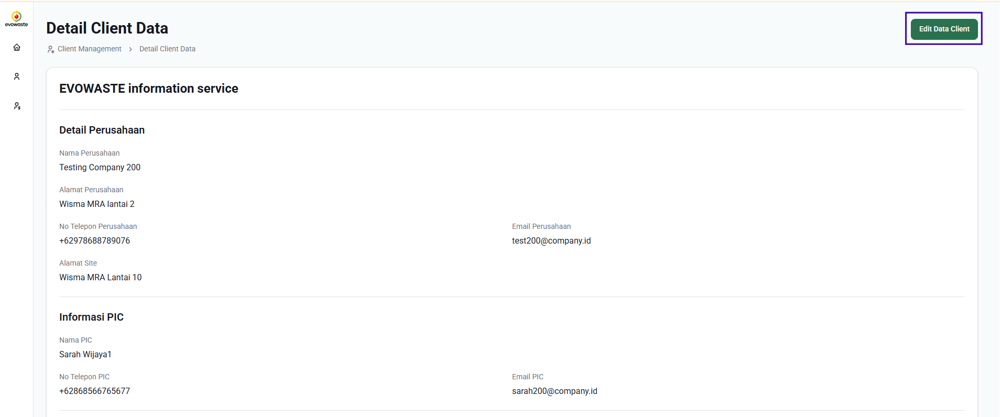 evowaste
Detail Client Data
Edit Data Client
Client Management > Detail Client Data
EVOWASTE information service
Detail Perusahaan
Nama Perusahaan
Testing Company 200
Alamat Perusahaan
Wisma MRA lantai 2
No Telepon Perusahaan
+62978688789076
Email Perusahaan
test200@company.id
Alamat Site
Wisma MRA Lantai 10
Informasi PIC
Nama PIC
Sarah Wijaya1
No Telepon PIC
+62868566765677
Email PIC
sarah200@company.id